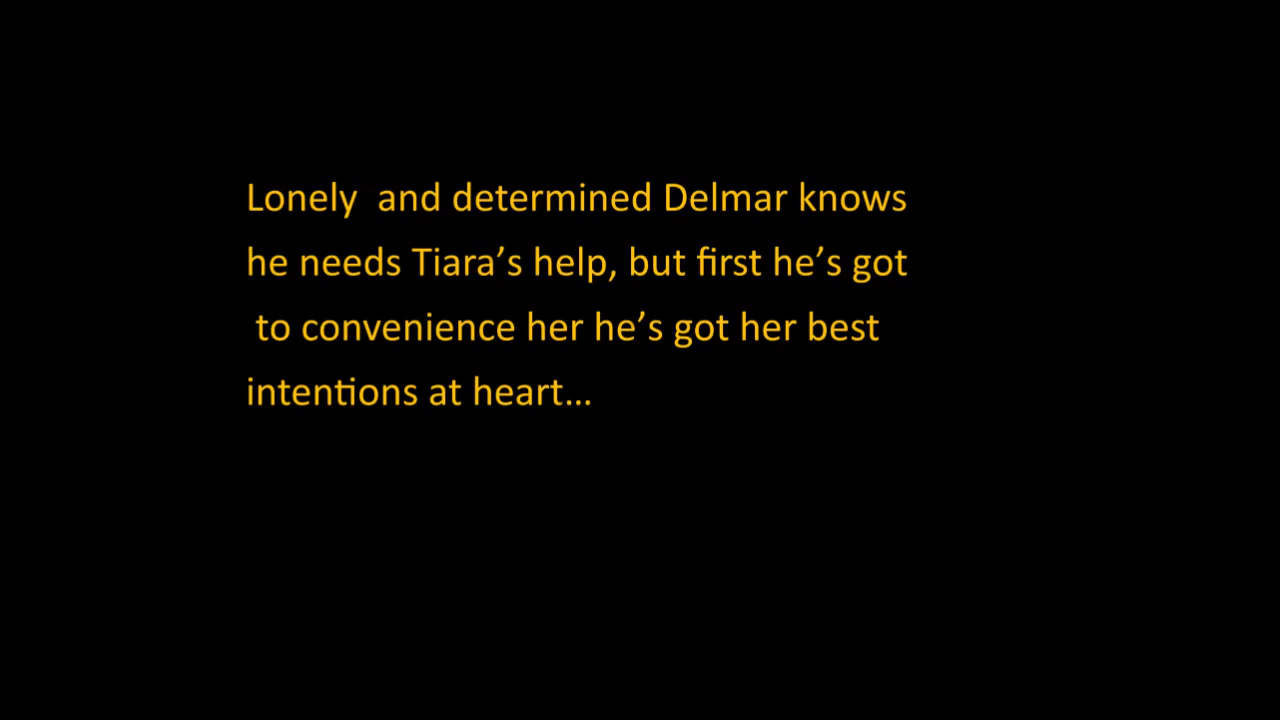 Lonely  and determined Delmar knows
he needs Tiara’s help, but first he’s got
to convenience her he’s got her best
intentions at heart…